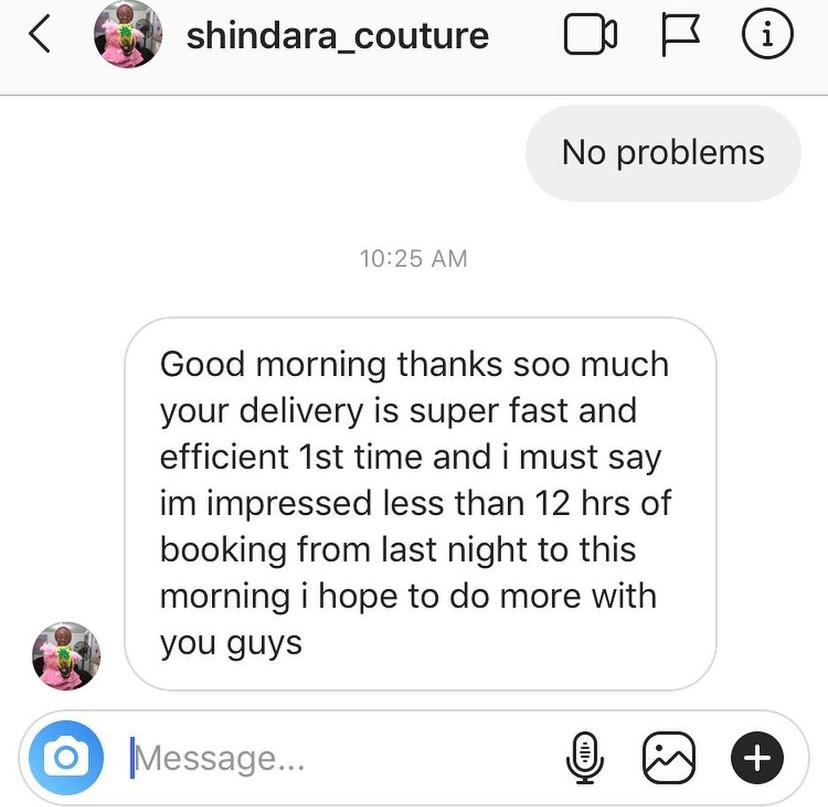 shindara_couture
No problems
10:25 AM
Good morning thanks soo much
your delivery is super fast and
efficient 1st time and i must say
im impressed less than 12 hrs of
booking from last night to this
morning i hope to do more with
you guys
Message...